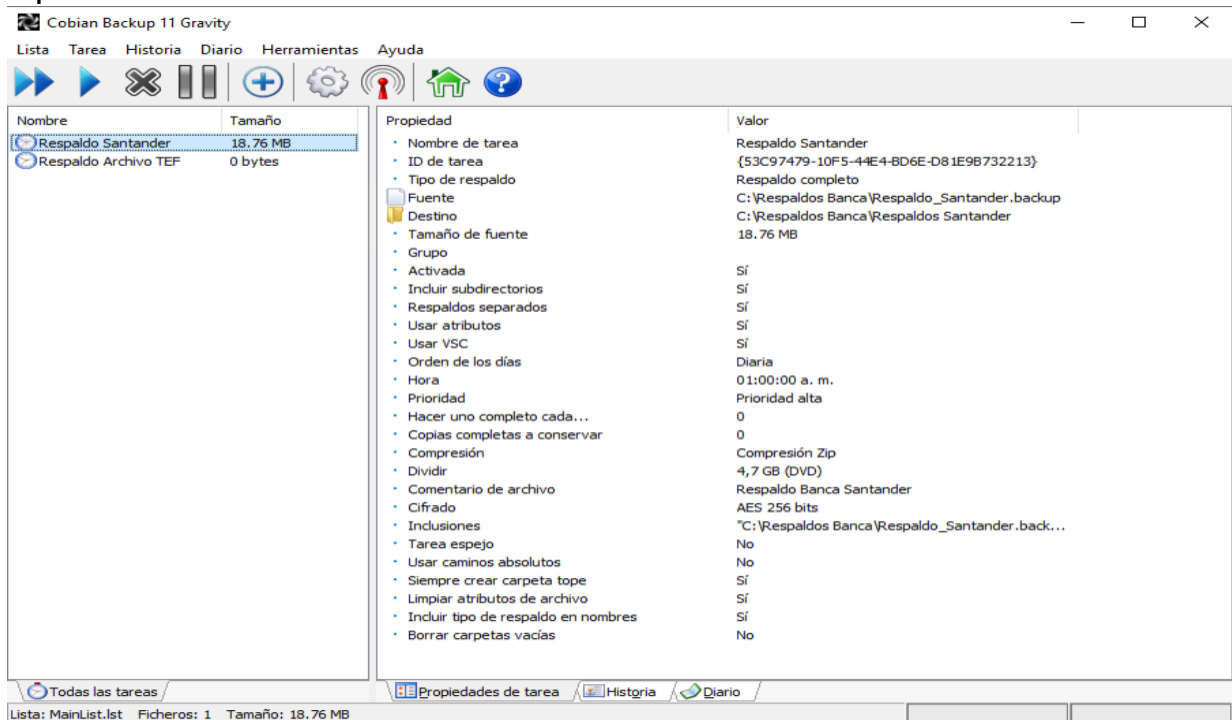 Cobian Backup 11 Gravity
Lista Tarea Historia Diario Herramientas Ayuda
Nombre Tamaño
Respaldo Santander 18.76 MB
Respaldo Archivo TEF 0 bytes
Propiedad Valor
Nombre de tarea Respaldo Santander
ID de tarea {53C97479-10F5-44E4-BD6E-D81E9B732213}
Tipo de respaldo Respaldo completo
Fuente C:\Respaldos Banca\Respaldo_Santander.backup
Destino C:\Respaldos Banca\Respaldos Santander
Tamaño de fuente 18.76 MB
Grupo
Activada Sí
Incluir subdirectorios Sí
Respaldos separados Sí
Usar atributos Sí
Usar VSC Sí
Orden de los días Diaria
Hora 01:00:00 a. m.
Prioridad Prioridad alta
Hacer uno completo cada... 0
Copias completas a conservar 0
Compresión Compresión Zip
Dividir 4,7 GB (DVD)
Comentario de archivo Respaldo Banca Santander
Cifrado AES 256 bits
Inclusiones "C:\Respaldos Banca\Respaldo_Santander.back...
Tarea espejo No
Usar caminos absolutos No
Siempre crear carpeta tope Sí
Limpiar atributos de archivo Sí
Incluir tipo de respaldo en nombres Sí
Borrar carpetas vacías No
Todas las tareas
Propiedades de tarea Historia Diario
Lista: MainList.lst Ficheros: 1 Tamaño: 18.76 MB